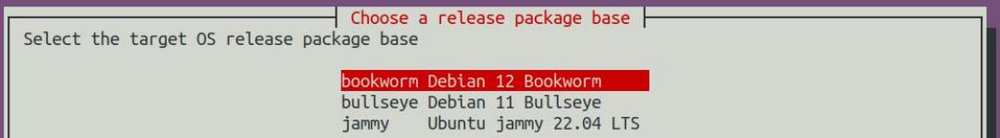 Choose a release package base
Select the target OS release package base
bookworm Debian 12 Bookworm
bullseye Debian 11 Bullseye
jammy Ubuntu jammy 22.04 LTS